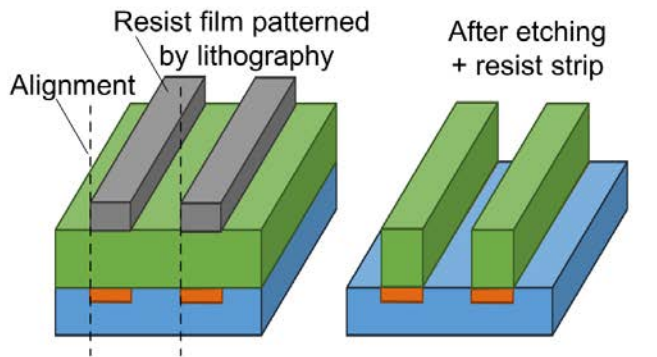 Resist film patterned
by lithography
Alignment
After etching
+ resist strip